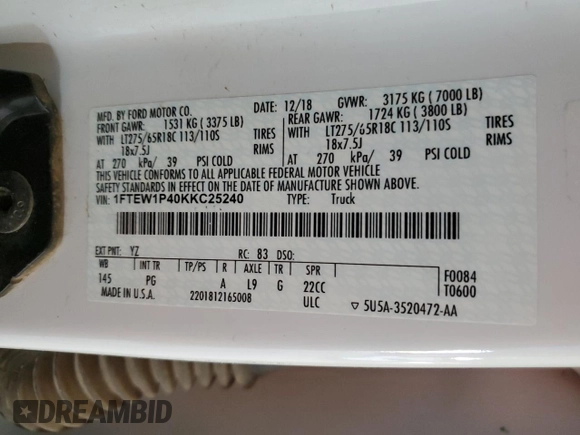 MFD. BY FORD MOTOR CO. DATE: 12/18 GVWR: 3175 KG ( 7000 LB)
FRONT GAWR: 1531 KG ( 3375 LB) REAR GAWR: 1724 KG ( 3800 LB)
WITH LT275/65R18C 113/110S TIRES WITH LT275/65R18C 113/110S TIRES
18x7.5J RIMS 18x7.5J RIMS
AT 270 kPa/ 39 PSI COLD AT 270 kPa/ 39 PSI COLD
THIS VEHICLE CONFORMS TO ALL APPLICABLE FEDERAL MOTOR VEHICLE
SAFETY STANDARDS IN EFFECT ON THE DATE OF MANUFACTURE SHOWN ABOVE.
VIN: 1FTEW1P40KKC25240 TYPE: Truck
EXT PNT: YZ RC: 83 DSO:
WB INT TR TP/PS R AXLE TR SPR F0084
145 PG A L9 G 22CC T0600
MADE IN U.S.A. 2201812165008 ULC ▽ 5U5A-3520472-AA
DREAMBID